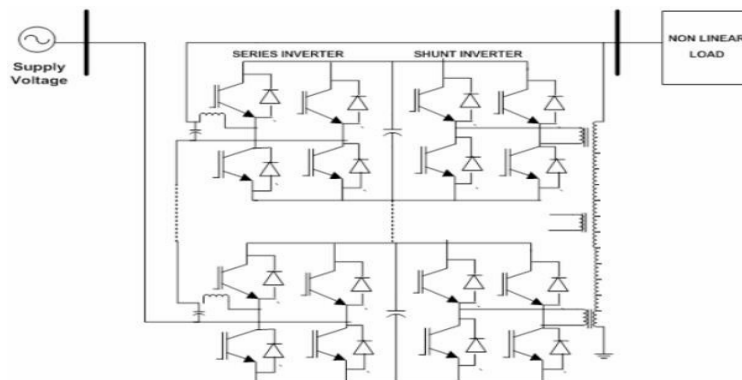 Supply
Voltage
SERIES INVERTER
SHUNT INVERTER
NON LINEAR
LOAD